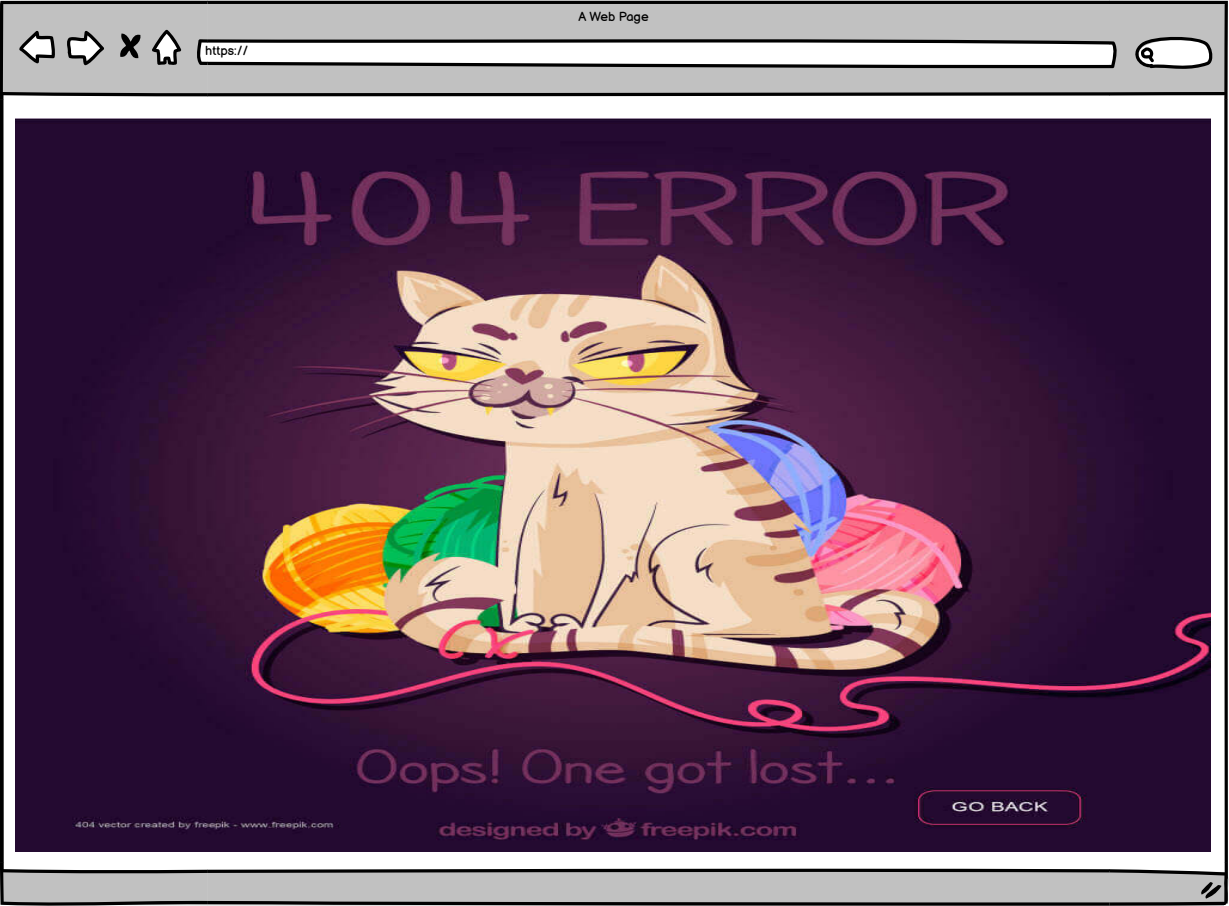 A Web Page
https://
404 ERROR
Oops! One got lost...
GO BACK
404 vector created by freepik - www.freepik.com
designed by freepik.com